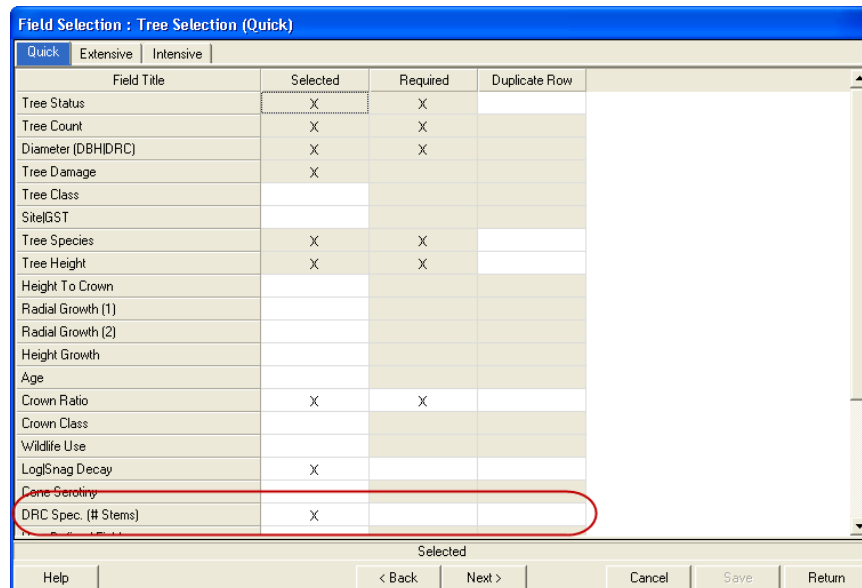 Field Selection : Tree Selection (Quick)
Quick Extensive Intensive
Field Title Selected Required Duplicate Row
Tree Status X X
Tree Count X X
Diameter (DBH|DRC) X X
Tree Damage X
Tree Class
Site|GST
Tree Species X X
Tree Height X X
Height To Crown
Radial Growth (1)
Radial Growth (2)
Height Growth
Age
Crown Ratio X X
Crown Class
Wildlife Use
Log|Snag Decay X
Cone Serotiny
DRC Spec. (# Stems) X
Selected
Help < Back Next > Cancel Save Return